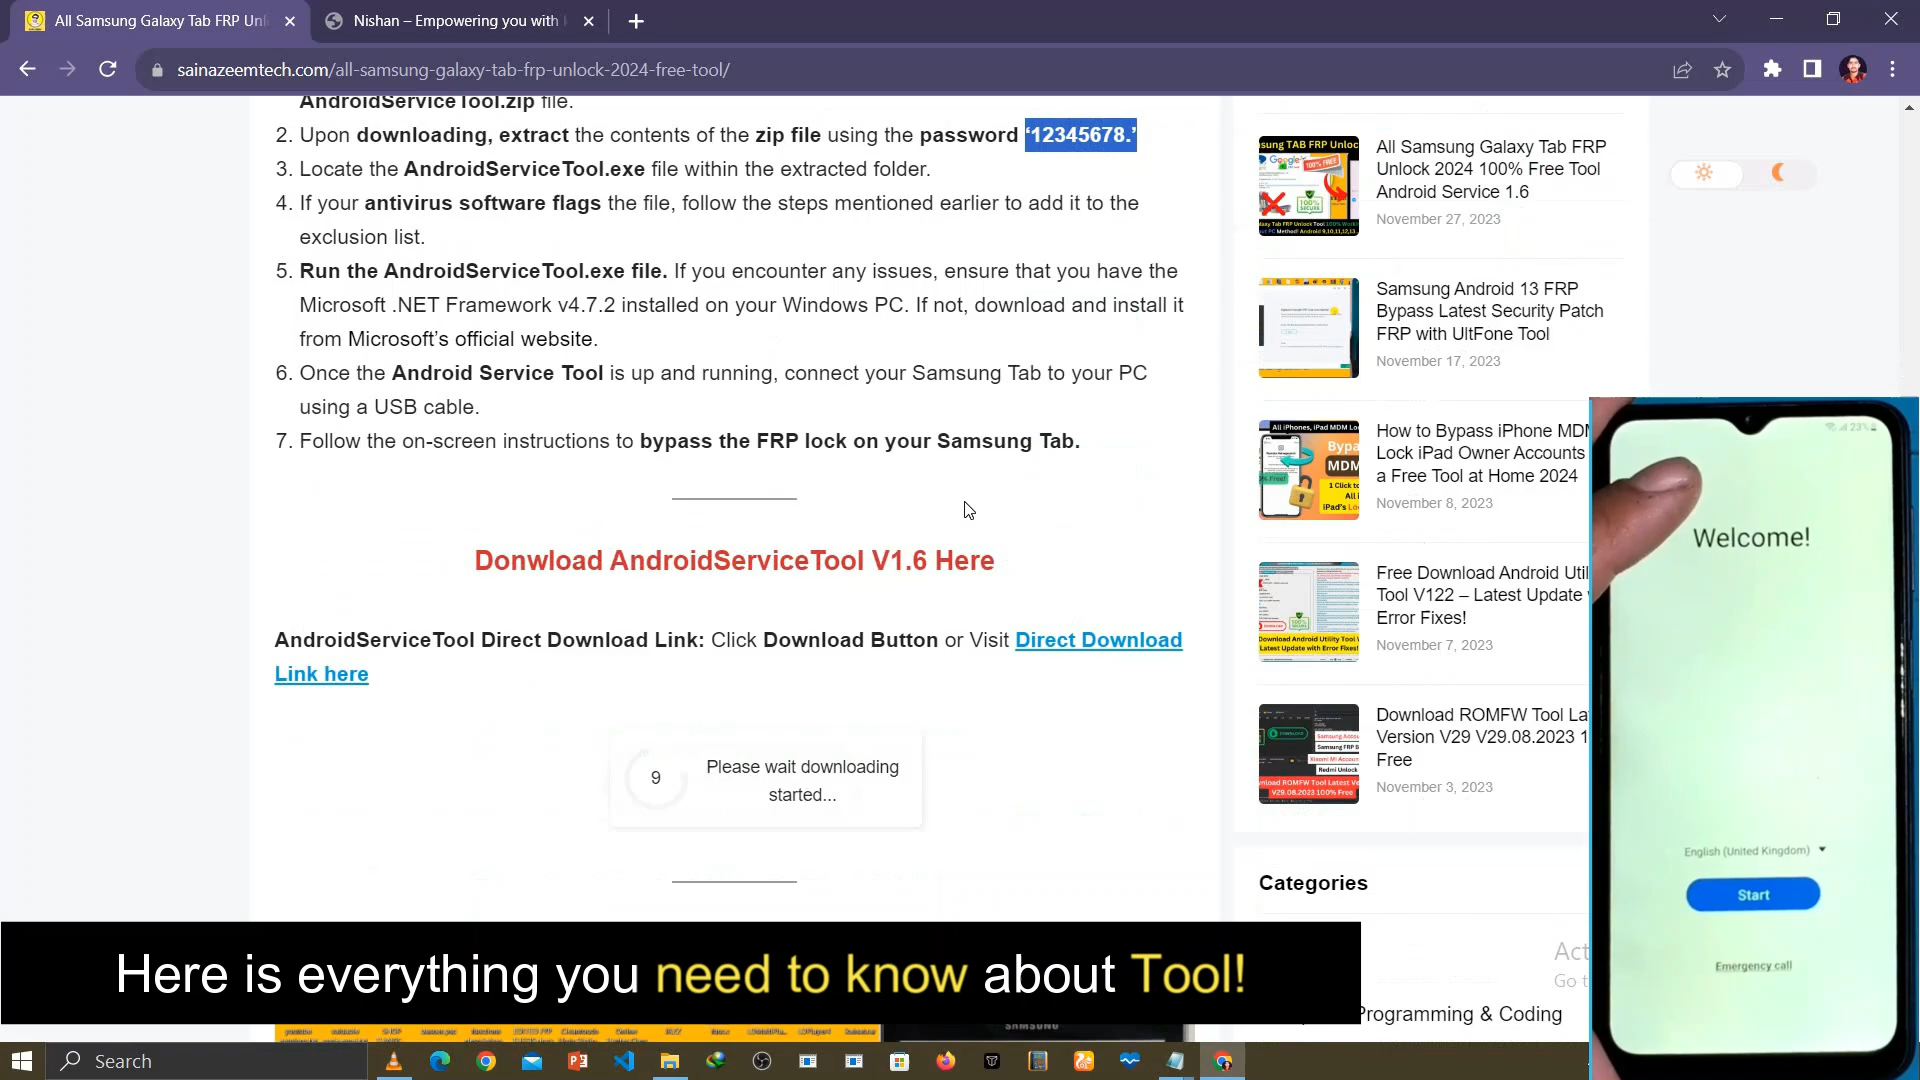 All Samsung Galaxy Tab FRP Unl
Nishan – Empowering you with
sainazeemtech.com/all-samsung-galaxy-tab-frp-unlock-2024-free-tool/
AndroidServiceTool.zip file.
2. Upon downloading, extract the contents of the zip file using the password ‘12345678.’
3. Locate the AndroidServiceTool.exe file within the extracted folder.
4. If your antivirus software flags the file, follow the steps mentioned earlier to add it to the
exclusion list.
5. Run the AndroidServiceTool.exe file. If you encounter any issues, ensure that you have the
Microsoft .NET Framework v4.7.2 installed on your Windows PC. If not, download and install it
from Microsoft’s official website.
6. Once the Android Service Tool is up and running, connect your Samsung Tab to your PC
using a USB cable.
7. Follow the on-screen instructions to bypass the FRP lock on your Samsung Tab.
Donwload AndroidServiceTool V1.6 Here
AndroidServiceTool Direct Download Link: Click Download Button or Visit Direct Download
Link here
9
Please wait downloading
started...
All Samsung Galaxy Tab FRP
Unlock 2024 100% Free Tool
Android Service 1.6
November 27, 2023
Samsung Android 13 FRP
Bypass Latest Security Patch
FRP with UltFone Tool
November 17, 2023
How to Bypass iPhone MDM
Lock iPad Owner Accounts
a Free Tool at Home 2024
November 8, 2023
Free Download Android Util
Tool V122 – Latest Update
Error Fixes!
November 7, 2023
Download ROMFW Tool La
Version V29 V29.08.2023 1
Free
November 3, 2023
Categories
Act
Go t
Programming & Coding
23%
Welcome!
English (United Kingdom)
Start
Emergency call
Here is everything you need to know about Tool!
SAMSUNG
Search